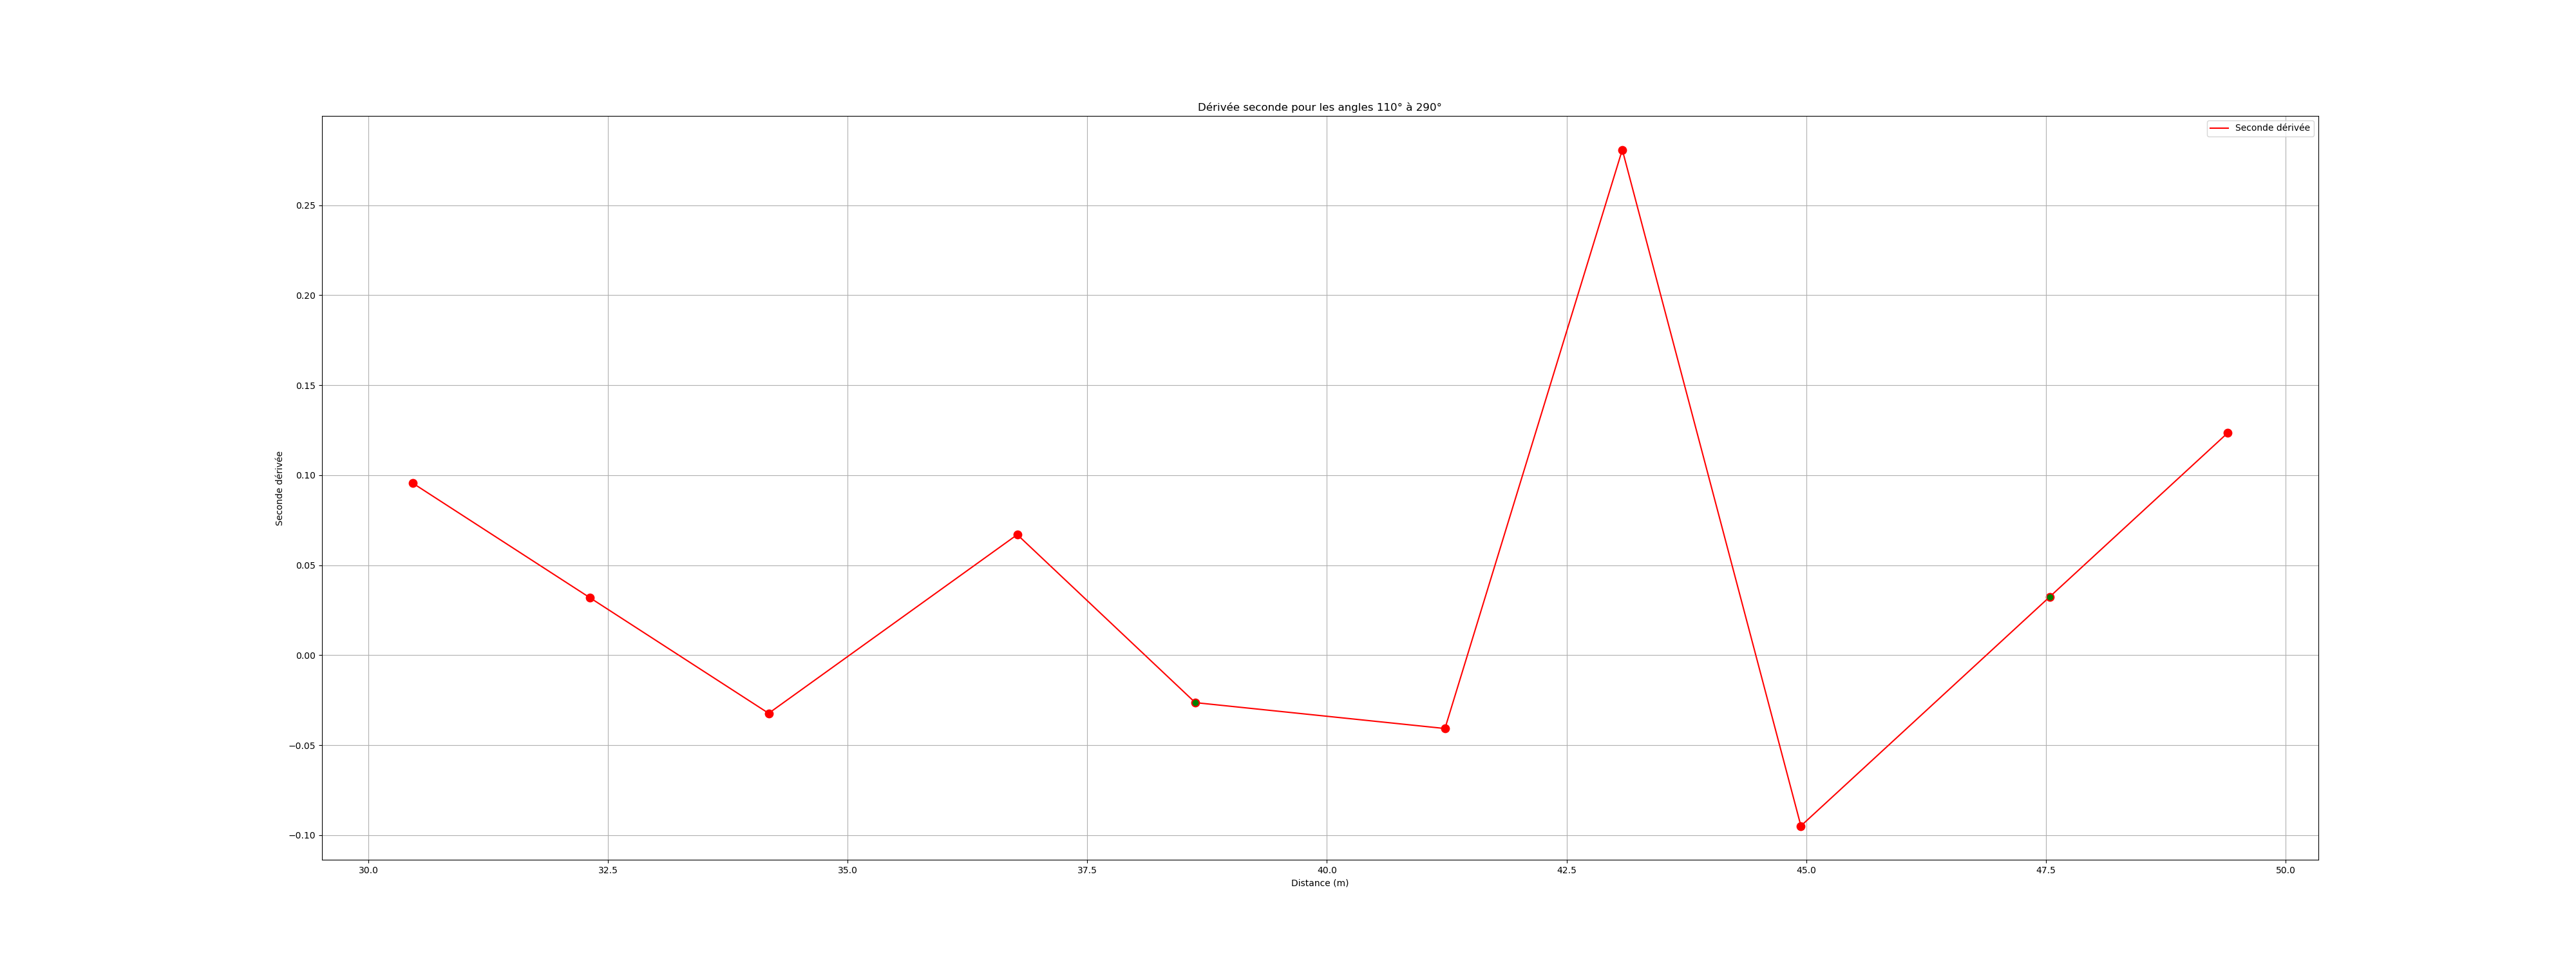 Dérivée seconde pour les angles 110° à 290°
Seconde dérivée
0.25
0.20
0.15
0.10
0.05
0.00
−0.05
−0.10
Seconde dérivée
30.0 32.5 35.0 37.5 40.0 42.5 45.0 47.5 50.0
Distance (m)